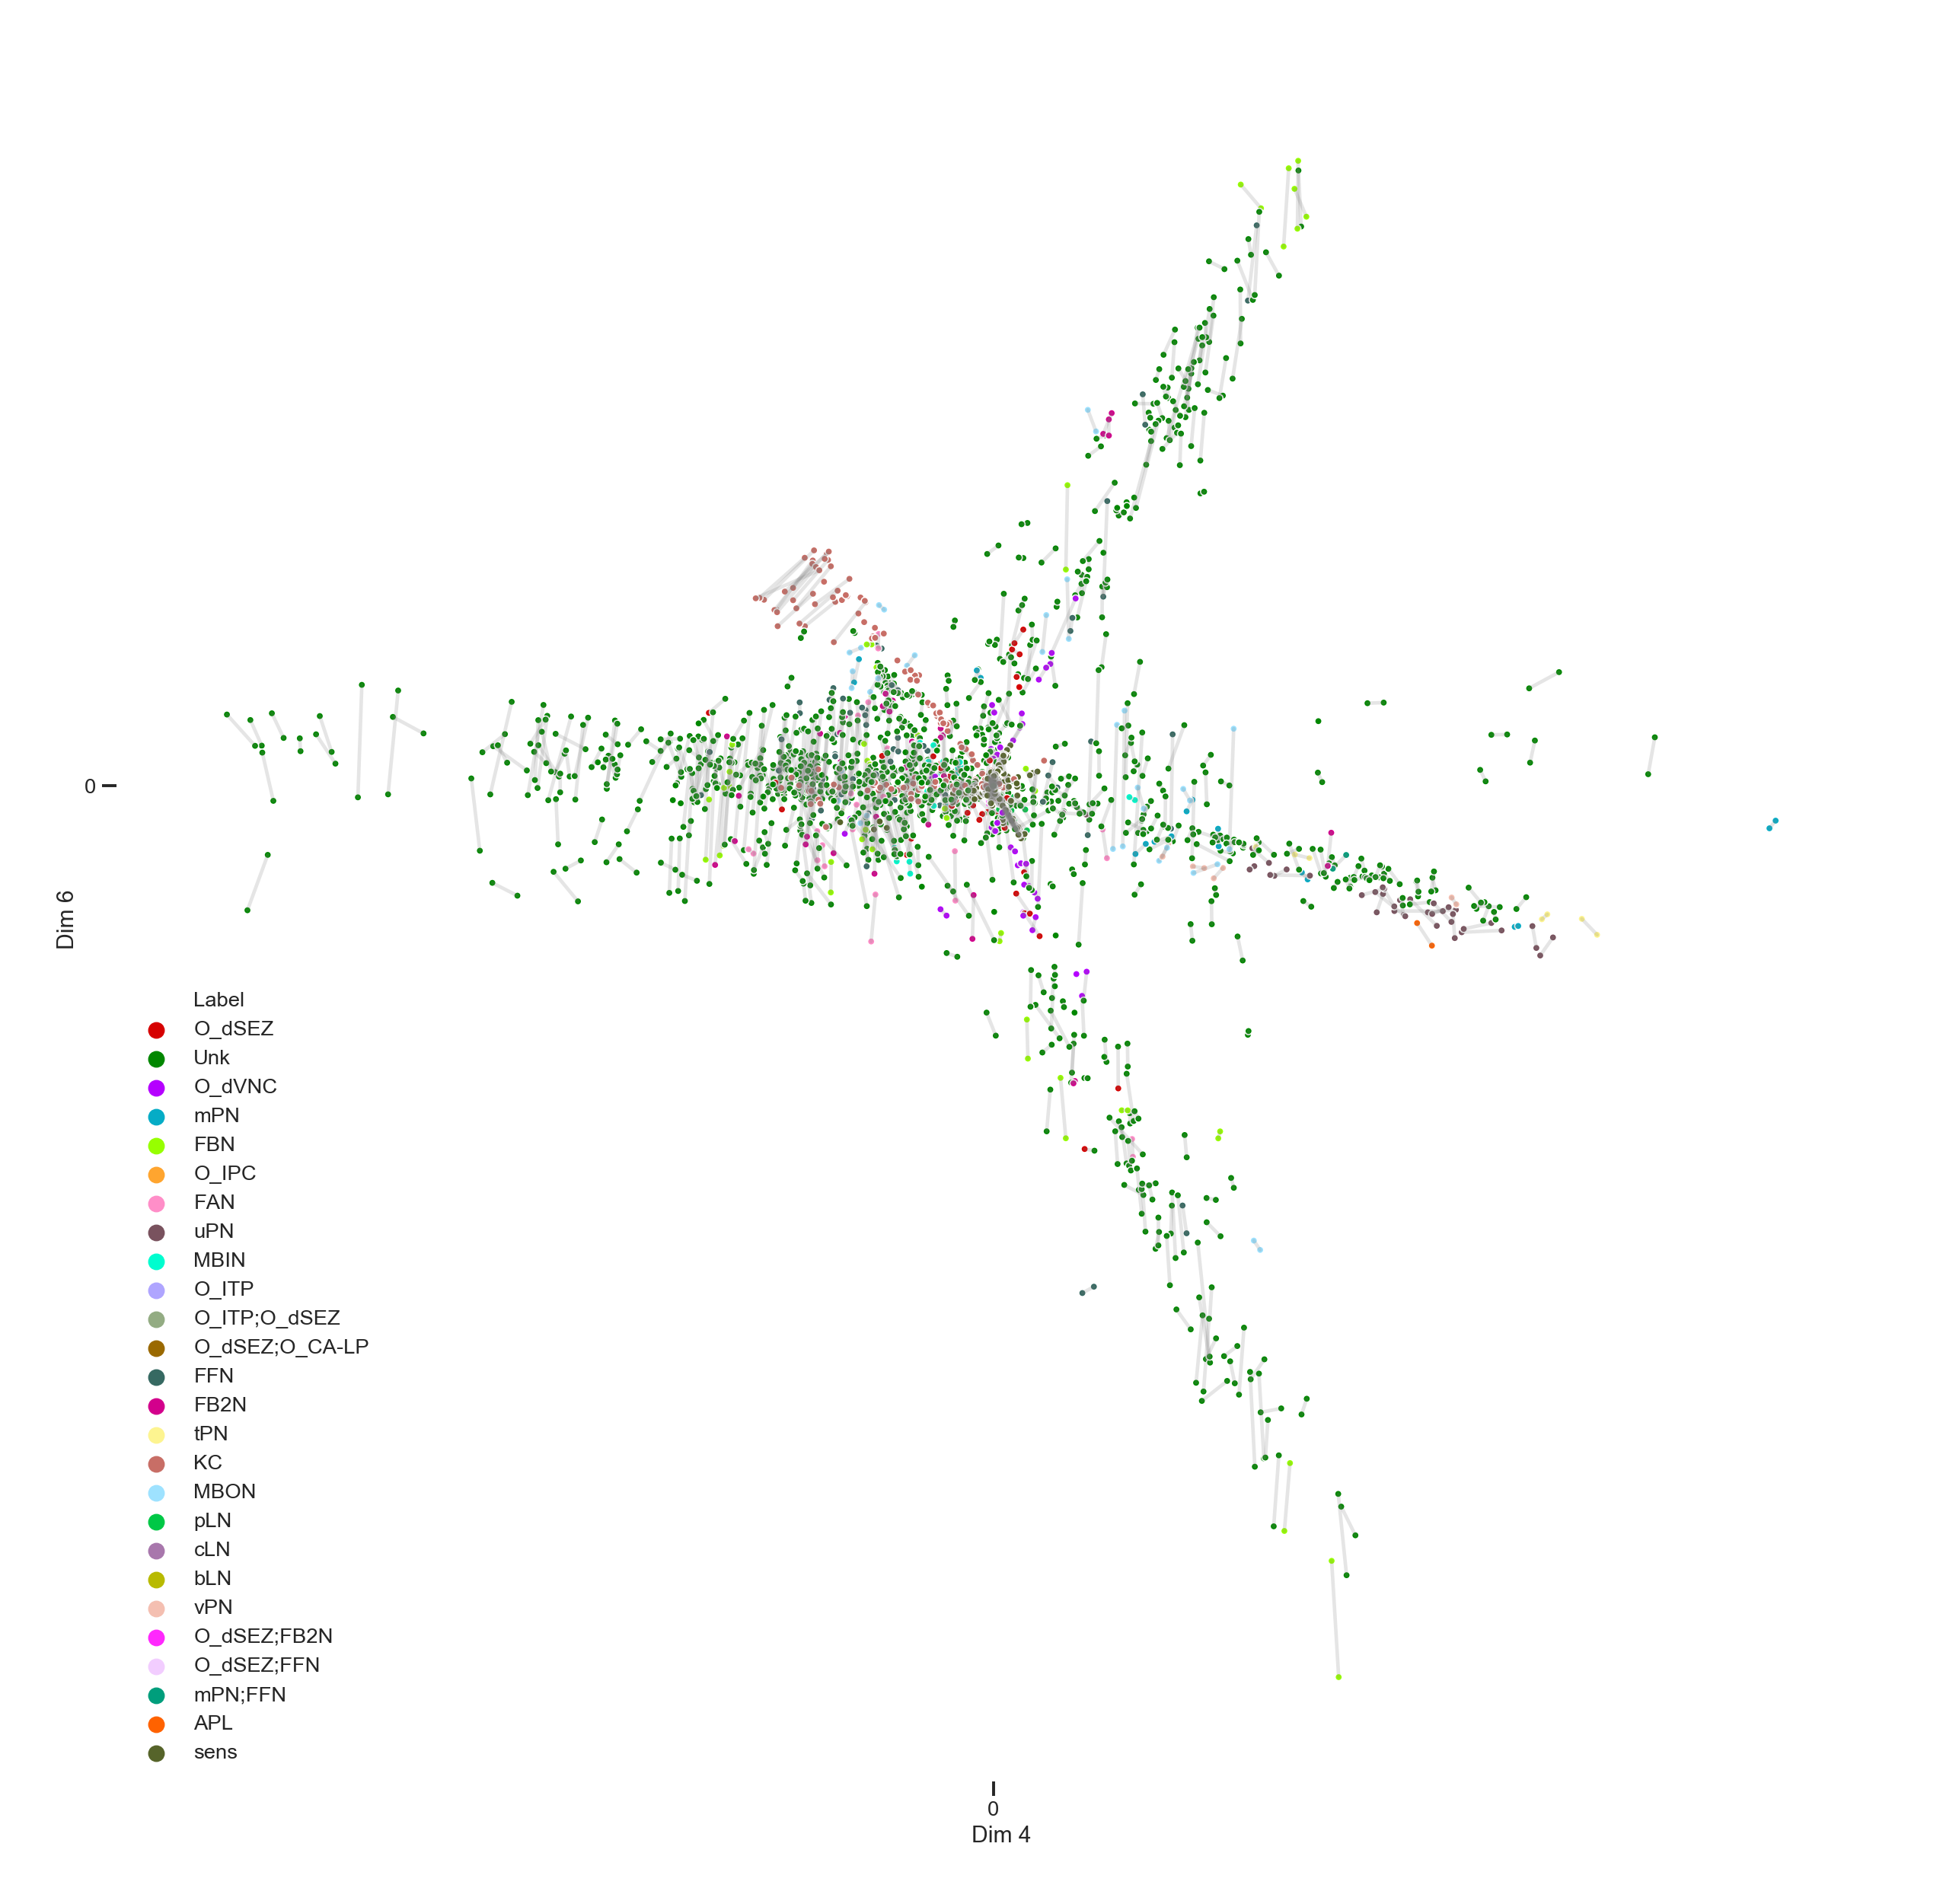 0
Dim 6
Label
O_dSEZ
Unk
O_dVNC
mPN
FBN
O_IPC
FAN
uPN
MBIN
O_ITP
O_ITP;O_dSEZ
O_dSEZ;O_CA-LP
FFN
FB2N
tPN
KC
MBON
pLN
cLN
bLN
vPN
O_dSEZ;FB2N
O_dSEZ;FFN
mPN;FFN
APL
sens
0
Dim 4